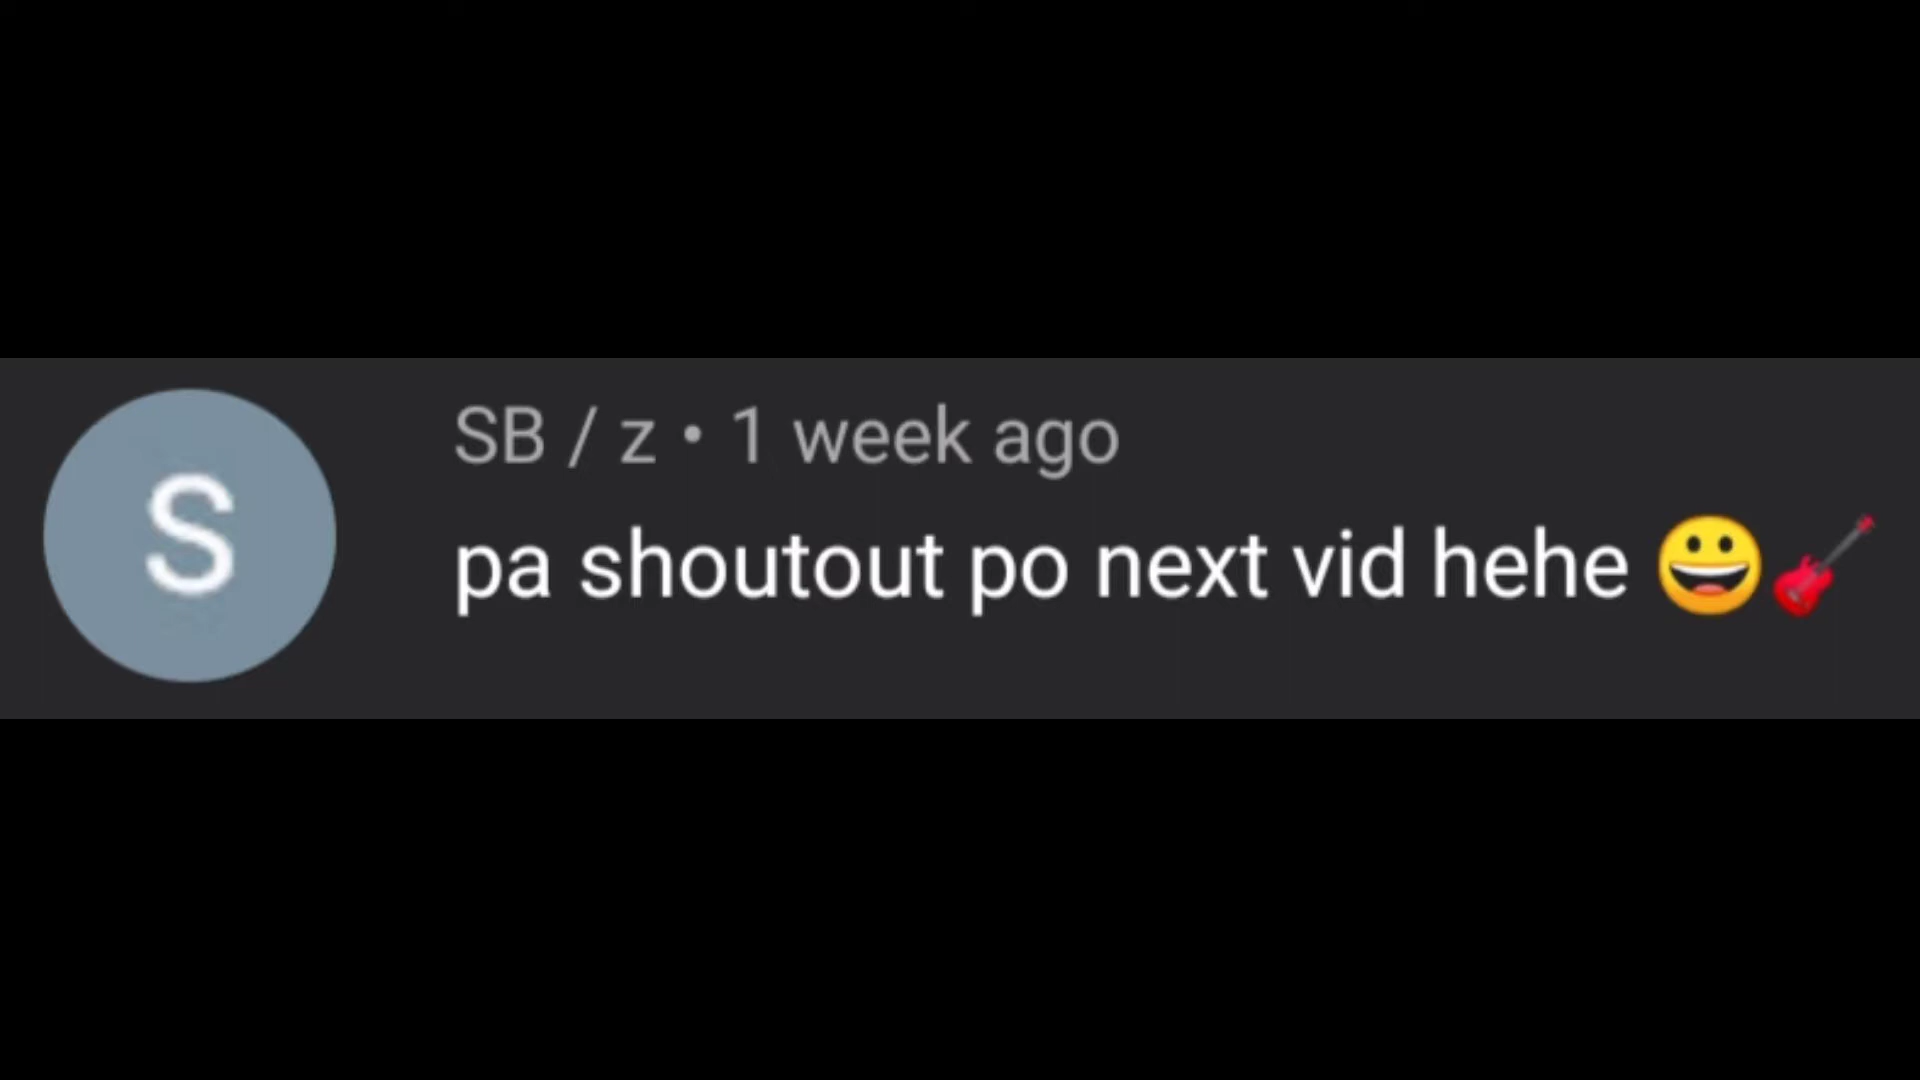 S
SB / z • 1 week ago
pa shoutout po next vid hehe 😀🎸